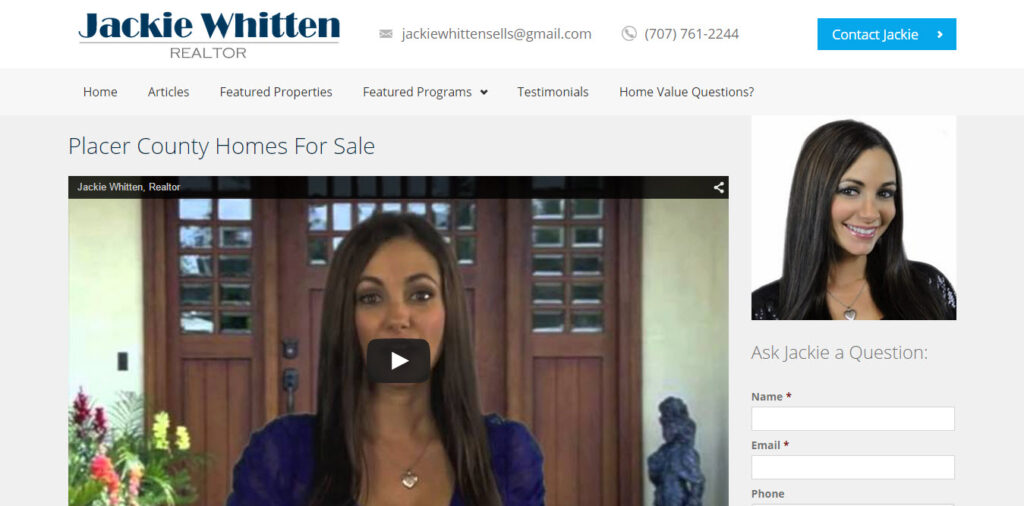 Jackie Whitten
REALTOR
jackiewhittensells@gmail.com
(707) 761-2244
Contact Jackie
Home
Articles
Featured Properties
Featured Programs
Testimonials
Home Value Questions?
Placer County Homes For Sale
Jackie Whitten, Realtor
Ask Jackie a Question:
Name *
Email *
Phone